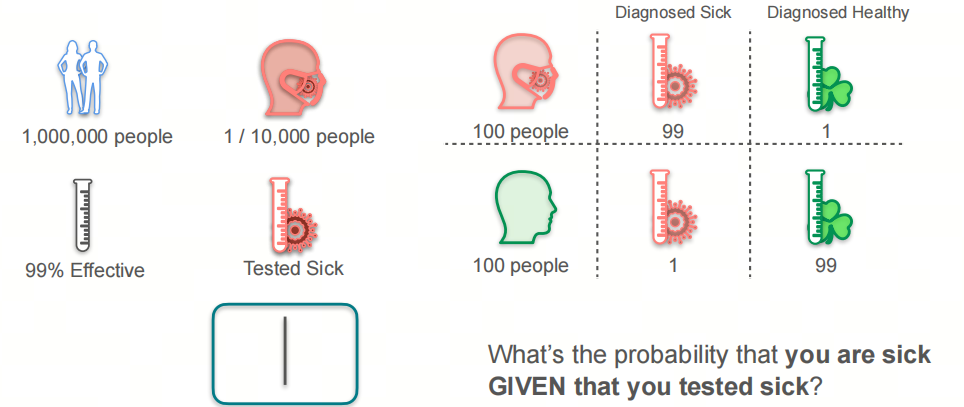 Diagnosed Sick
Diagnosed Healthy
1,000,000 people
1 / 10,000 people
100 people
99
1
99% Effective
Tested Sick
100 people
1
99
What’s the probability that you are sick
GIVEN that you tested sick?